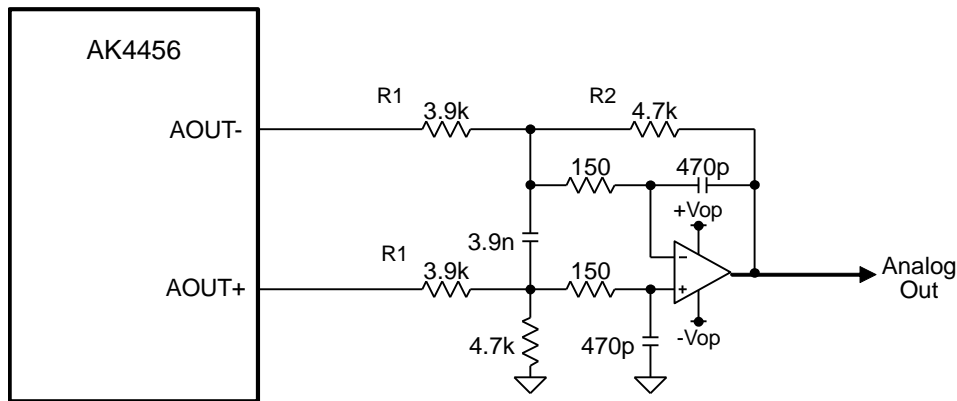 AK4456
R1
3.9k
R2
4.7k
AOUT-
150
470p
+Vop
3.9n
−
R1
3.9k
AOUT+
150
+
Analog
Out
4.7k
470p
-Vop